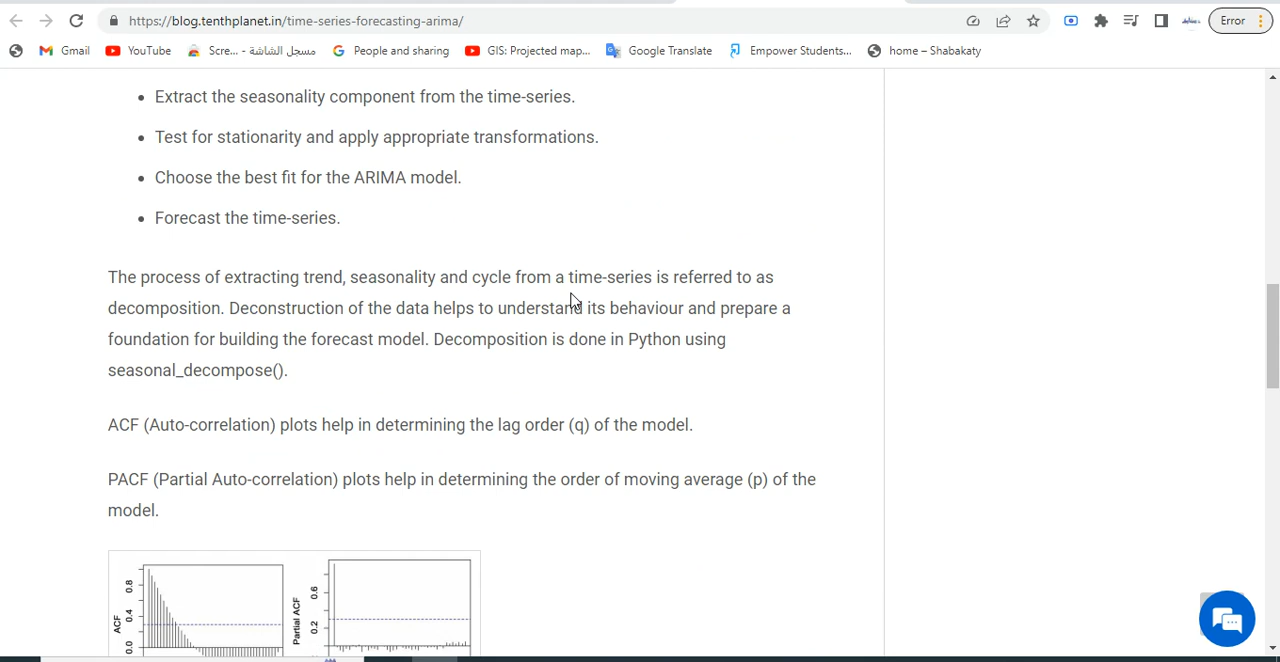 https://blog.tenthplanet.in/time-series-forecasting-arima/
Error
Gmail
YouTube
Scre... - مسجل الشاشة
People and sharing
GIS: Projected map...
Google Translate
Empower Students...
home – Shabakaty
• Extract the seasonality component from the time-series.
• Test for stationarity and apply appropriate transformations.
• Choose the best fit for the ARIMA model.
• Forecast the time-series.
The process of extracting trend, seasonality and cycle from a time-series is referred to as
decomposition. Deconstruction of the data helps to understand its behaviour and prepare a
foundation for building the forecast model. Decomposition is done in Python using
seasonal_decompose().
ACF (Auto-correlation) plots help in determining the lag order (q) of the model.
PACF (Partial Auto-correlation) plots help in determining the order of moving average (p) of the
model.
ACF
0.8
0.4
0.0
Partial ACF
0.6
0.2